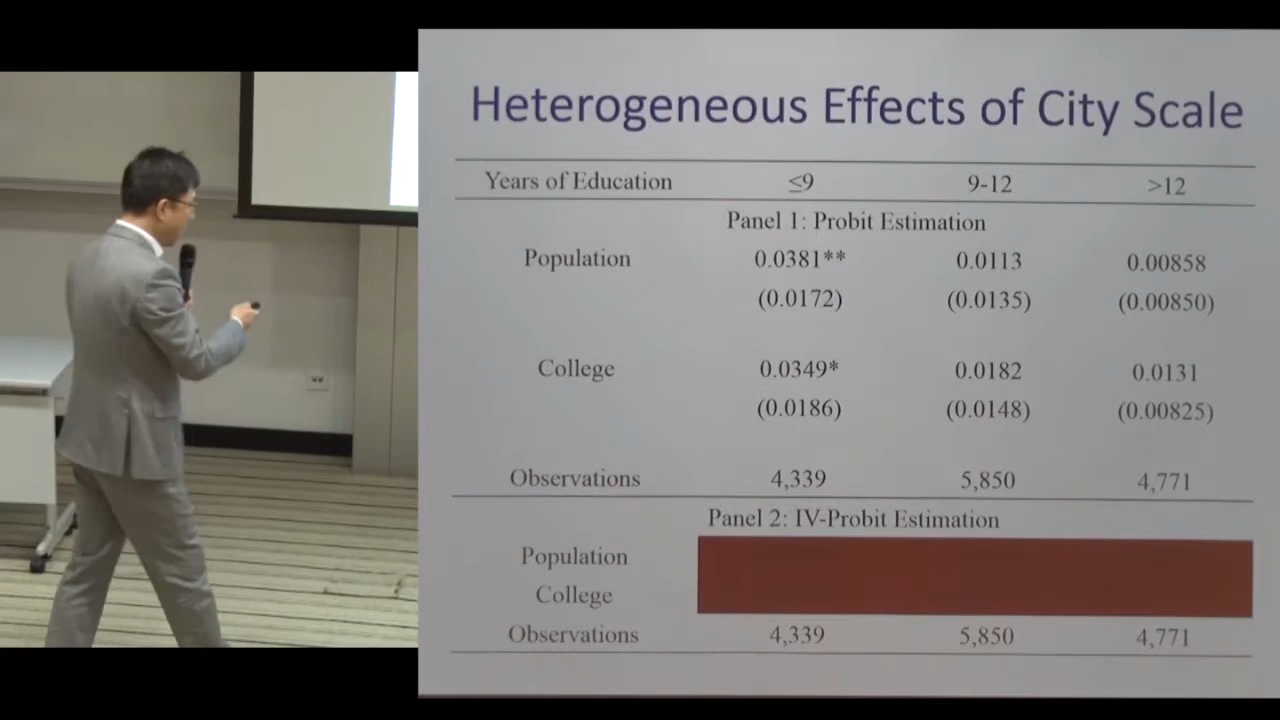 Heterogeneous Effects of City Scale
Years of Education ≤9 9-12 >12
Panel 1: Probit Estimation
Population 0.0381** 0.0113 0.00858
(0.0172) (0.0135) (0.00850)
College 0.0349* 0.0182 0.0131
(0.0186) (0.0148) (0.00825)
Observations 4,339 5,850 4,771
Panel 2: IV-Probit Estimation
Population
College
Observations 4,339 5,850 4,771